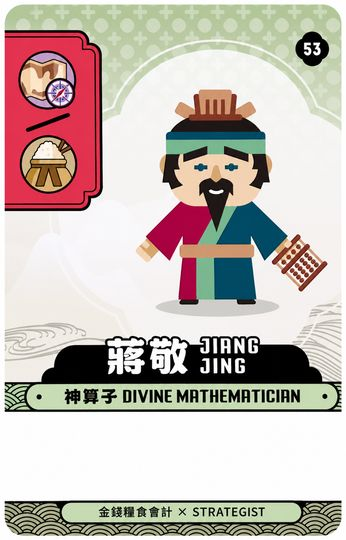 53
蔣敬 JIANG JING
神算子 DIVINE MATHEMATICIAN
金錢糧食會計 × STRATEGIST